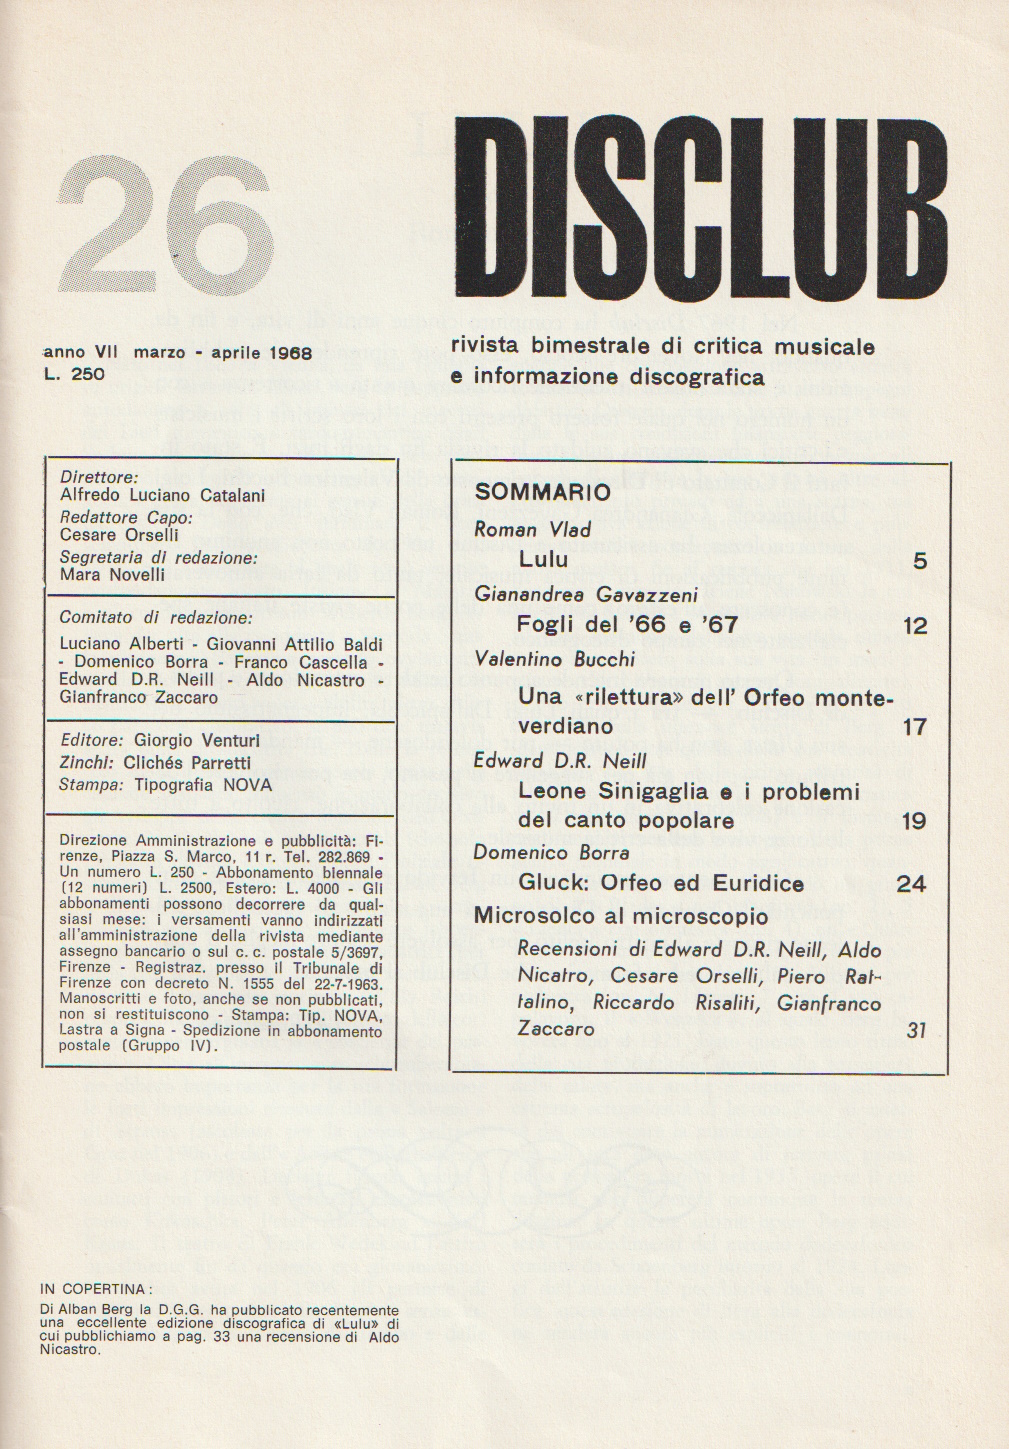 26
DISCLUB
anno VII marzo - aprile 1968
L. 250
rivista bimestrale di critica musicale
e informazione discografica
Direttore:
Alfredo Luciano Catalani
Redattore Capo:
Cesare Orselli
Segretaria di redazione:
Mara Novelli
Comitato di redazione:
Luciano Alberti - Giovanni Attilio Baldi
- Domenico Borra - Franco Cascella -
Edward D.R. Neill - Aldo Nicastro -
Gianfranco Zaccaro
Editore: Giorgio Venturi
Zinchi: Clichés Parretti
Stampa: Tipografia NOVA
Direzione Amministrazione e pubblicità: Fi-
renze, Piazza S. Marco, 11 r. Tel. 282.869 -
Un numero L. 250 - Abbonamento biennale
(12 numeri) L. 2500, Estero: L. 4000 - Gli
abbonamenti possono decorrere da qual-
siasi mese: i versamenti vanno indirizzati
all'amministrazione della rivista mediante
assegno bancario o sul c. c. postale 5/3697,
Firenze - Registraz. presso il Tribunale di
Firenze con decreto N. 1555 del 22-7-1963.
Manoscritti e foto, anche se non pubblicati,
non si restituiscono - Stampa: Tip. NOVA,
Lastra a Signa - Spedizione in abbonamento
postale (Gruppo IV).
SOMMARIO
Roman Vlad
Lulu 5
Gianandrea Gavazzeni
Fogli del '66 e '67 12
Valentino Bucchi
Una «rilettura» dell' Orfeo monte-
verdiano 17
Edward D.R. Neill
Leone Sinigaglia e i problemi
del canto popolare 19
Domenico Borra
Gluck: Orfeo ed Euridice 24
Microsolco al microscopio
Recensioni di Edward D.R. Neill, Aldo
Nicatro, Cesare Orselli, Piero Rat-
talino, Riccardo Risaliti, Gianfranco
Zaccaro 31
IN COPERTINA:
Di Alban Berg la D.G.G. ha pubblicato recentemente
una eccellente edizione discografica di «Lulu» di
cui pubblichiamo a pag. 33 una recensione di Aldo
Nicastro.